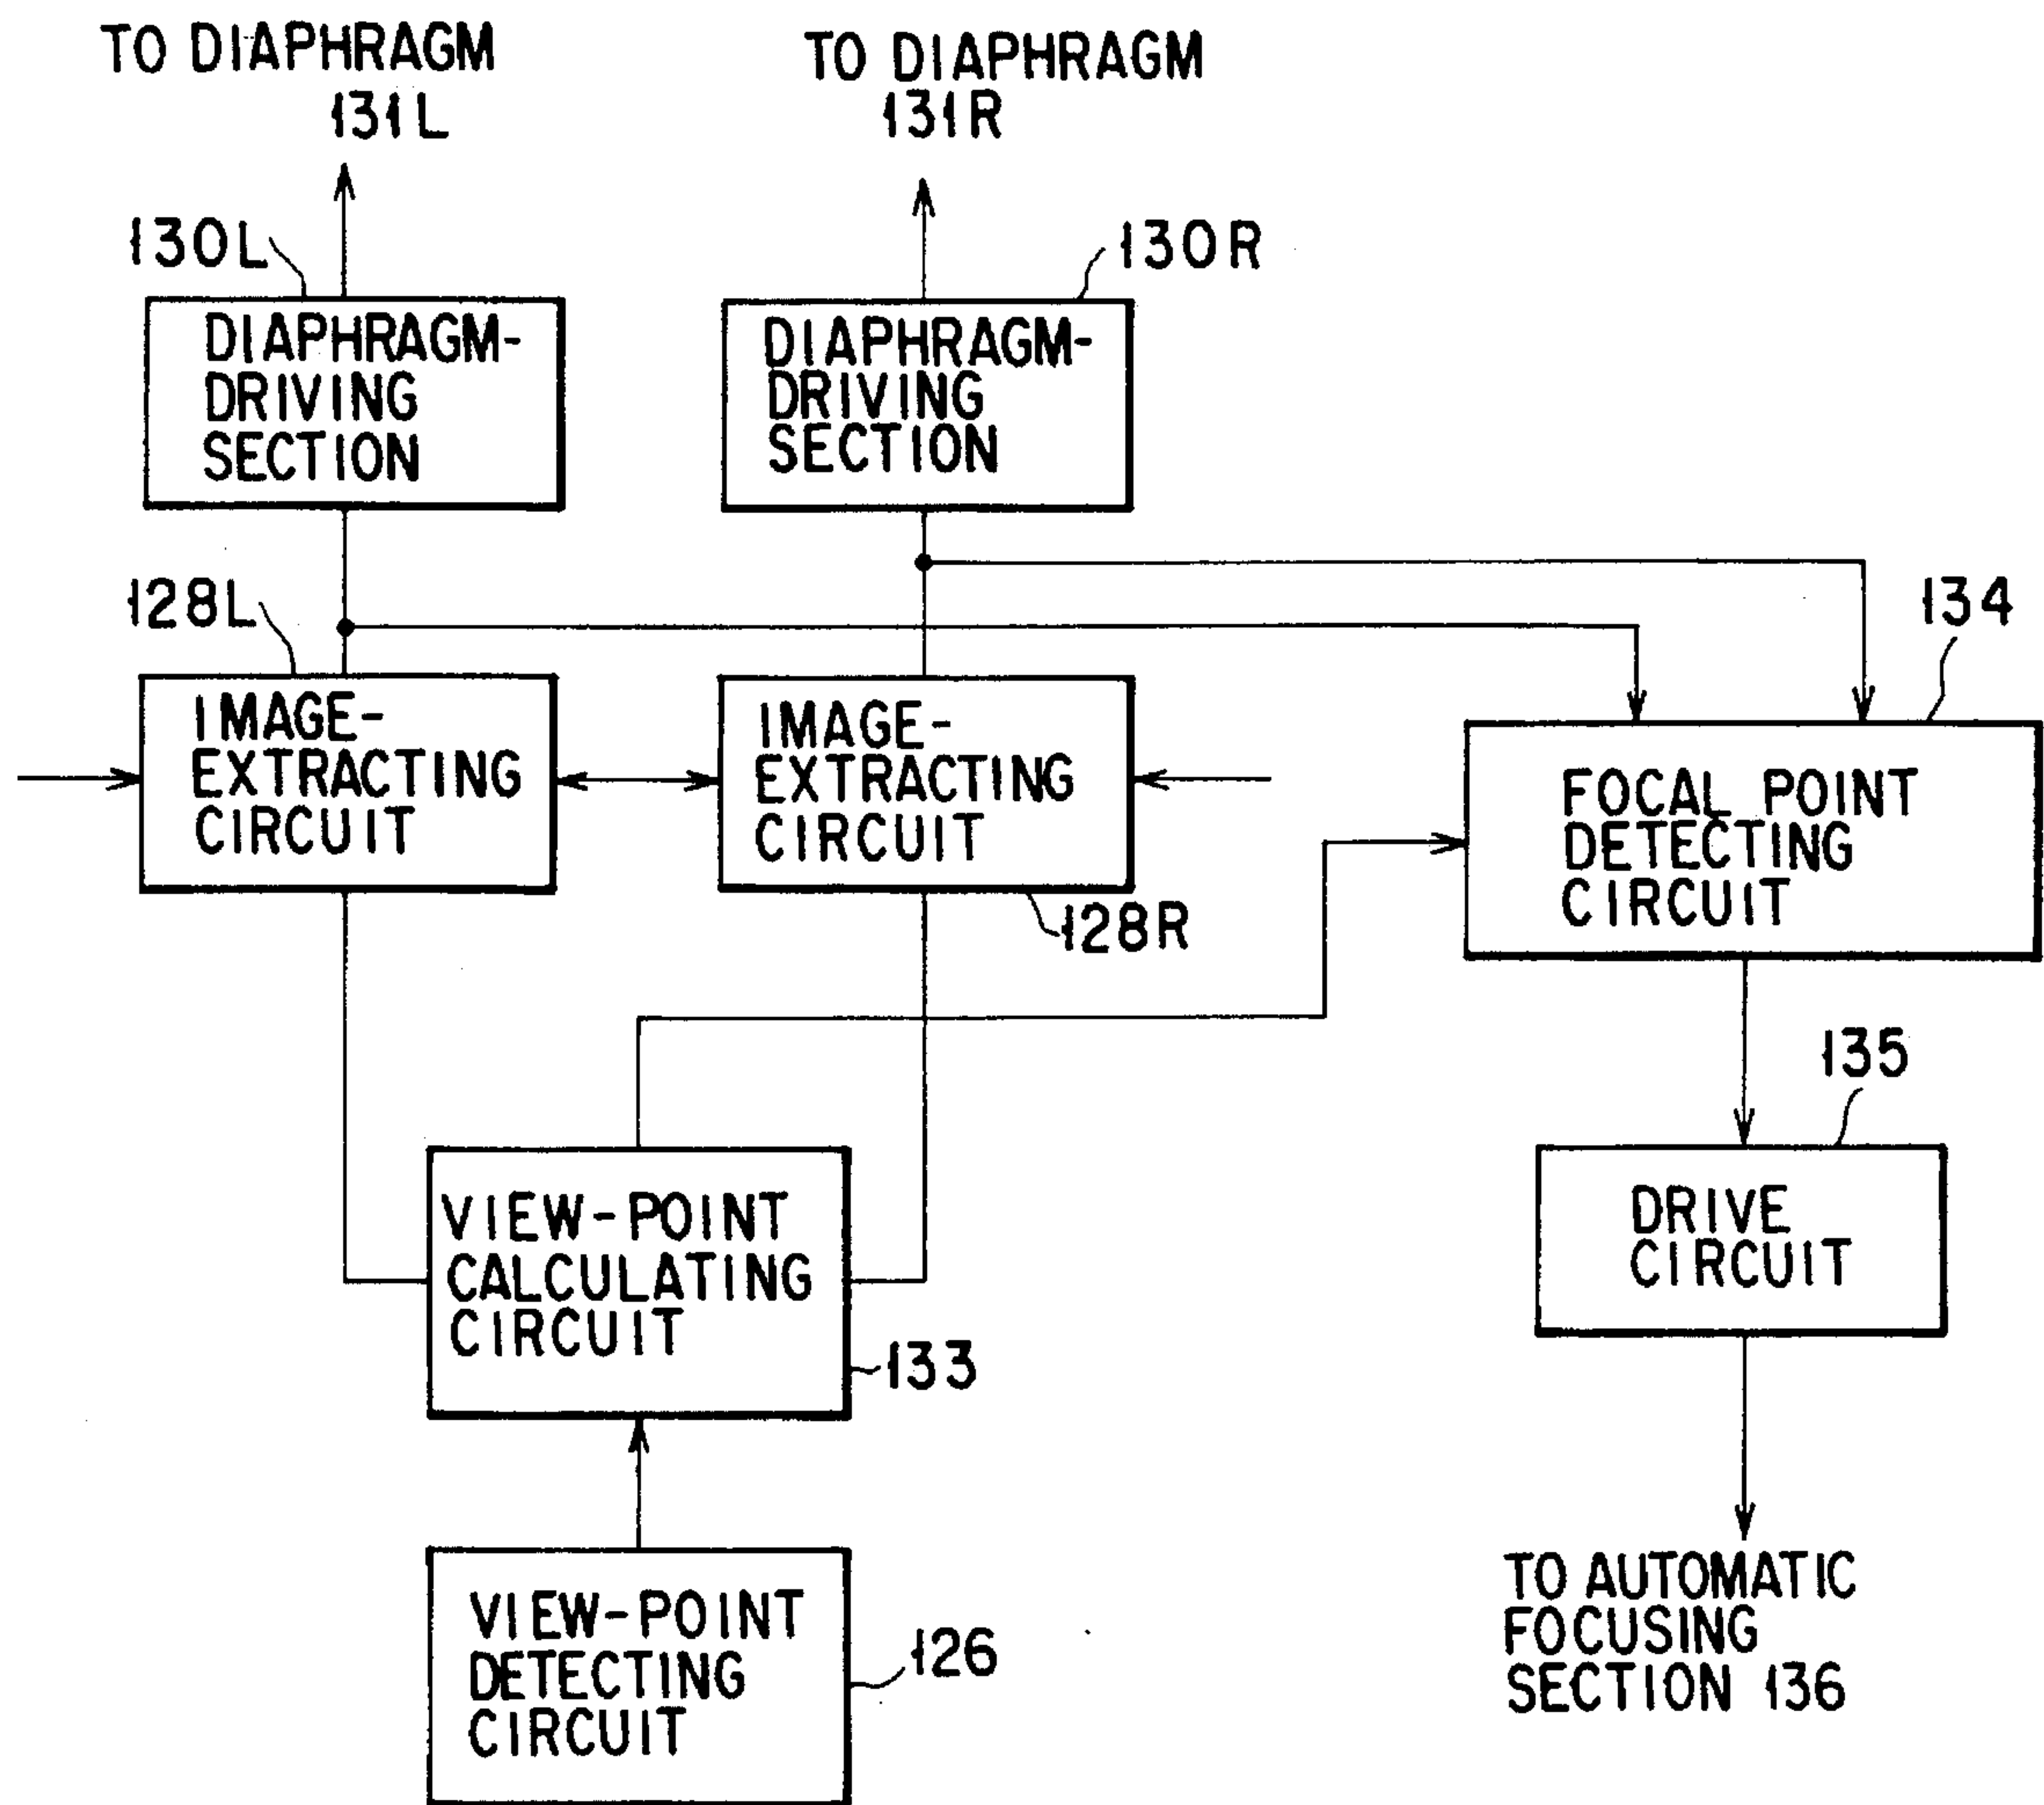 TO DIAPHRAGM
131L
TO DIAPHRAGM
131R
130L
130R
DIAPHRAGM-
DRIVING
SECTION
DIAPHRAGM-
DRIVING
SECTION
128L
134
IMAGE-
EXTRACTING
CIRCUIT
IMAGE-
EXTRACTING
CIRCUIT
FOCAL POINT
DETECTING
CIRCUIT
128R
135
VIEW-POINT
CALCULATING
CIRCUIT
DRIVE
CIRCUIT
133
VIEW-POINT
DETECTING
CIRCUIT
126
TO AUTOMATIC
FOCUSING
SECTION 136